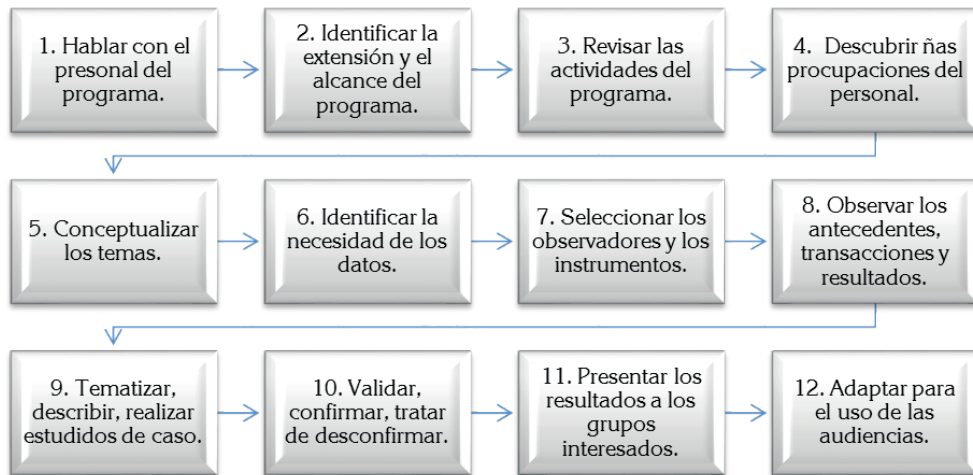 1. Hablar con el
presonal del
programa.
2. Identificar la
extensión y el
alcance del
programa.
3. Revisar las
actividades del
programa.
4. Descubrir ñas
procupaciones del
personal.
5. Conceptualizar
los temas.
6. Identificar la
necesidad de los
datos.
7. Seleccionar los
observadores y los
instrumentos.
8. Observar los
antecedentes,
transacciones y
resultados.
9. Tematizar,
describir, realizar
estudidos de caso.
10. Validar,
confirmar, tratar
de desconfirmar.
11. Presentar los
resultados a los
grupos
interesados.
12. Adaptar para
el uso de las
audiencias.